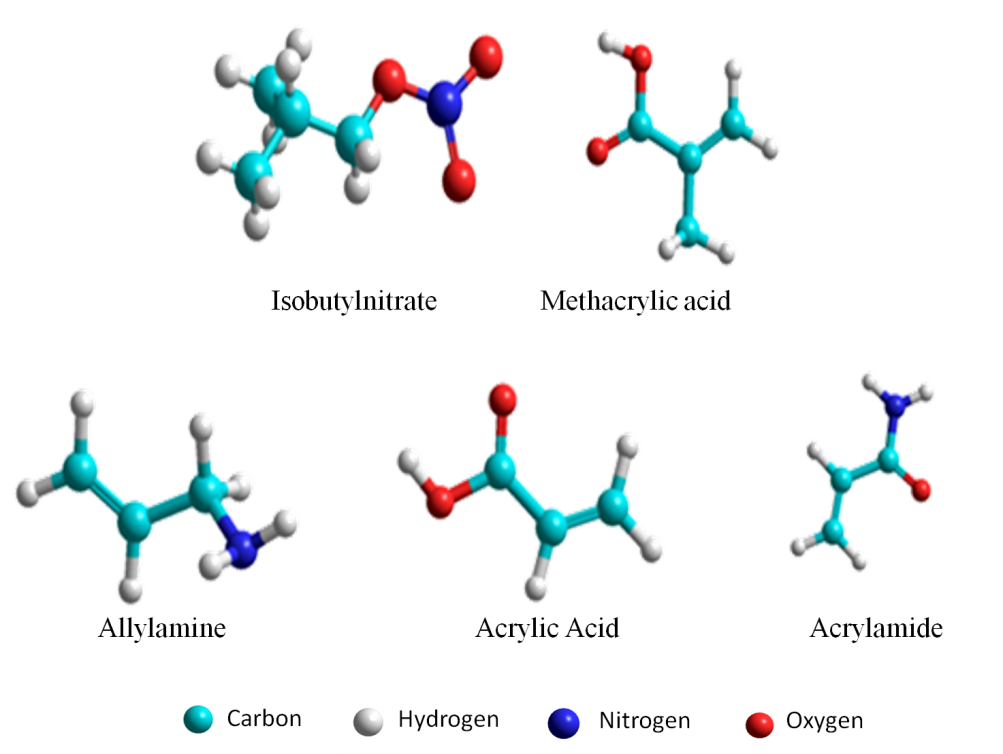 Isobutylnitrate
Methacrylic acid
Allylamine
Acrylic Acid
Acrylamide
Carbon
Hydrogen
Nitrogen
Oxygen